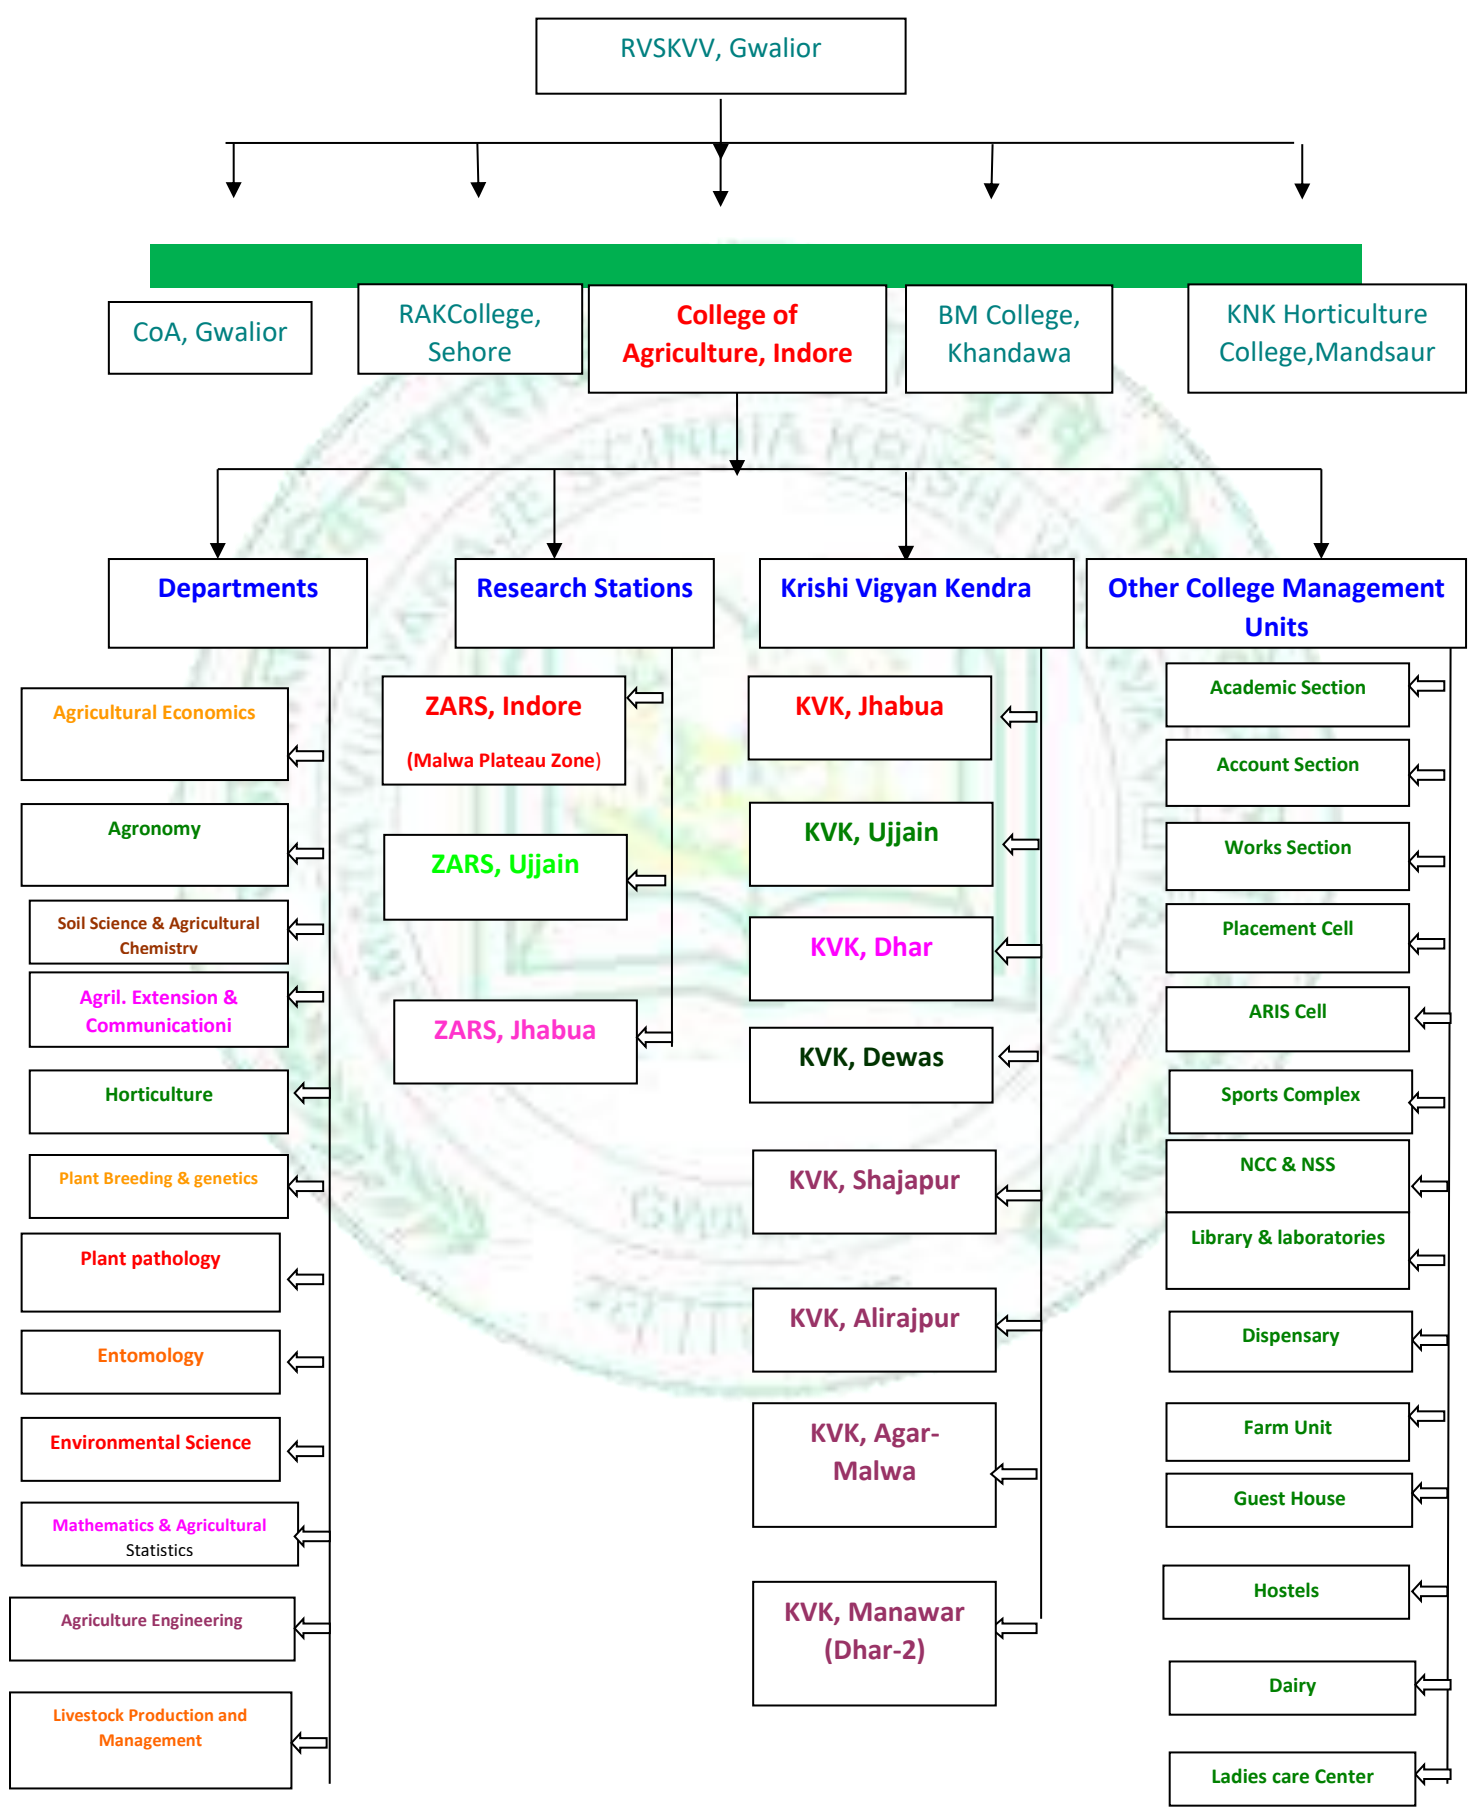 RVSKVV, Gwalior
CoA, Gwalior
RAKCollege,
Sehore
College of
Agriculture, Indore
BM College,
Khandawa
KNK Horticulture
College,Mandsaur
Departments
Research Stations
Krishi Vigyan Kendra
Other College Management
Units
Agricultural Economics
Agronomy
Soil Science & Agricultural
Chemistry
Agril. Extension &
Communicationi
Horticulture
Plant Breeding & genetics
Plant pathology
Entomology
Environmental Science
Mathematics & Agricultural
Statistics
Agriculture Engineering
Livestock Production and
Management
ZARS, Indore
(Malwa Plateau Zone)
ZARS, Ujjain
ZARS, Jhabua
KVK, Jhabua
KVK, Ujjain
KVK, Dhar
KVK, Dewas
KVK, Shajapur
KVK, Alirajpur
KVK, Agar-
Malwa
KVK, Manawar
(Dhar-2)
Academic Section
Account Section
Works Section
Placement Cell
ARIS Cell
Sports Complex
NCC & NSS
Library & laboratories
Dispensary
Farm Unit
Guest House
Hostels
Dairy
Ladies care Center
SCINDIA KRISHI